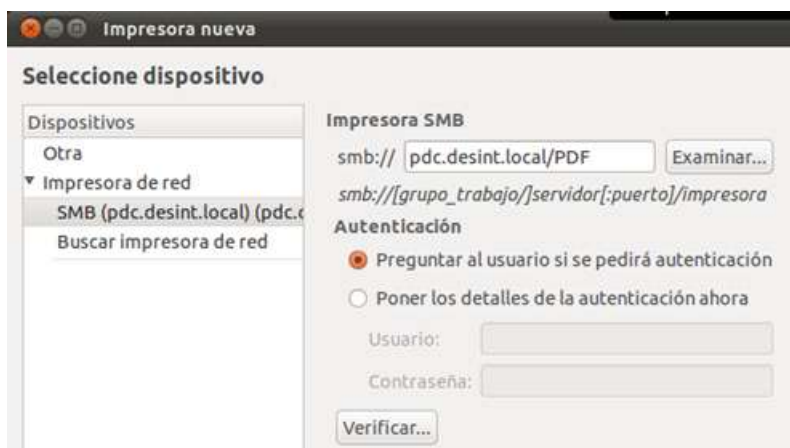 Impresora nueva
Seleccione dispositivo
Dispositivos
Otra
Impresora de red
SMB (pdc.desint.local) (pdc.
Buscar impresora de red
Impresora SMB
smb:// pdc.desint.local/PDF Examinar...
smb://[grupo_trabajo/]servidor[:puerto]/impresora
Autenticación
Preguntar al usuario si se pedirá autenticación
Poner los detalles de la autenticación ahora
Usuario:
Contraseña:
Verificar...